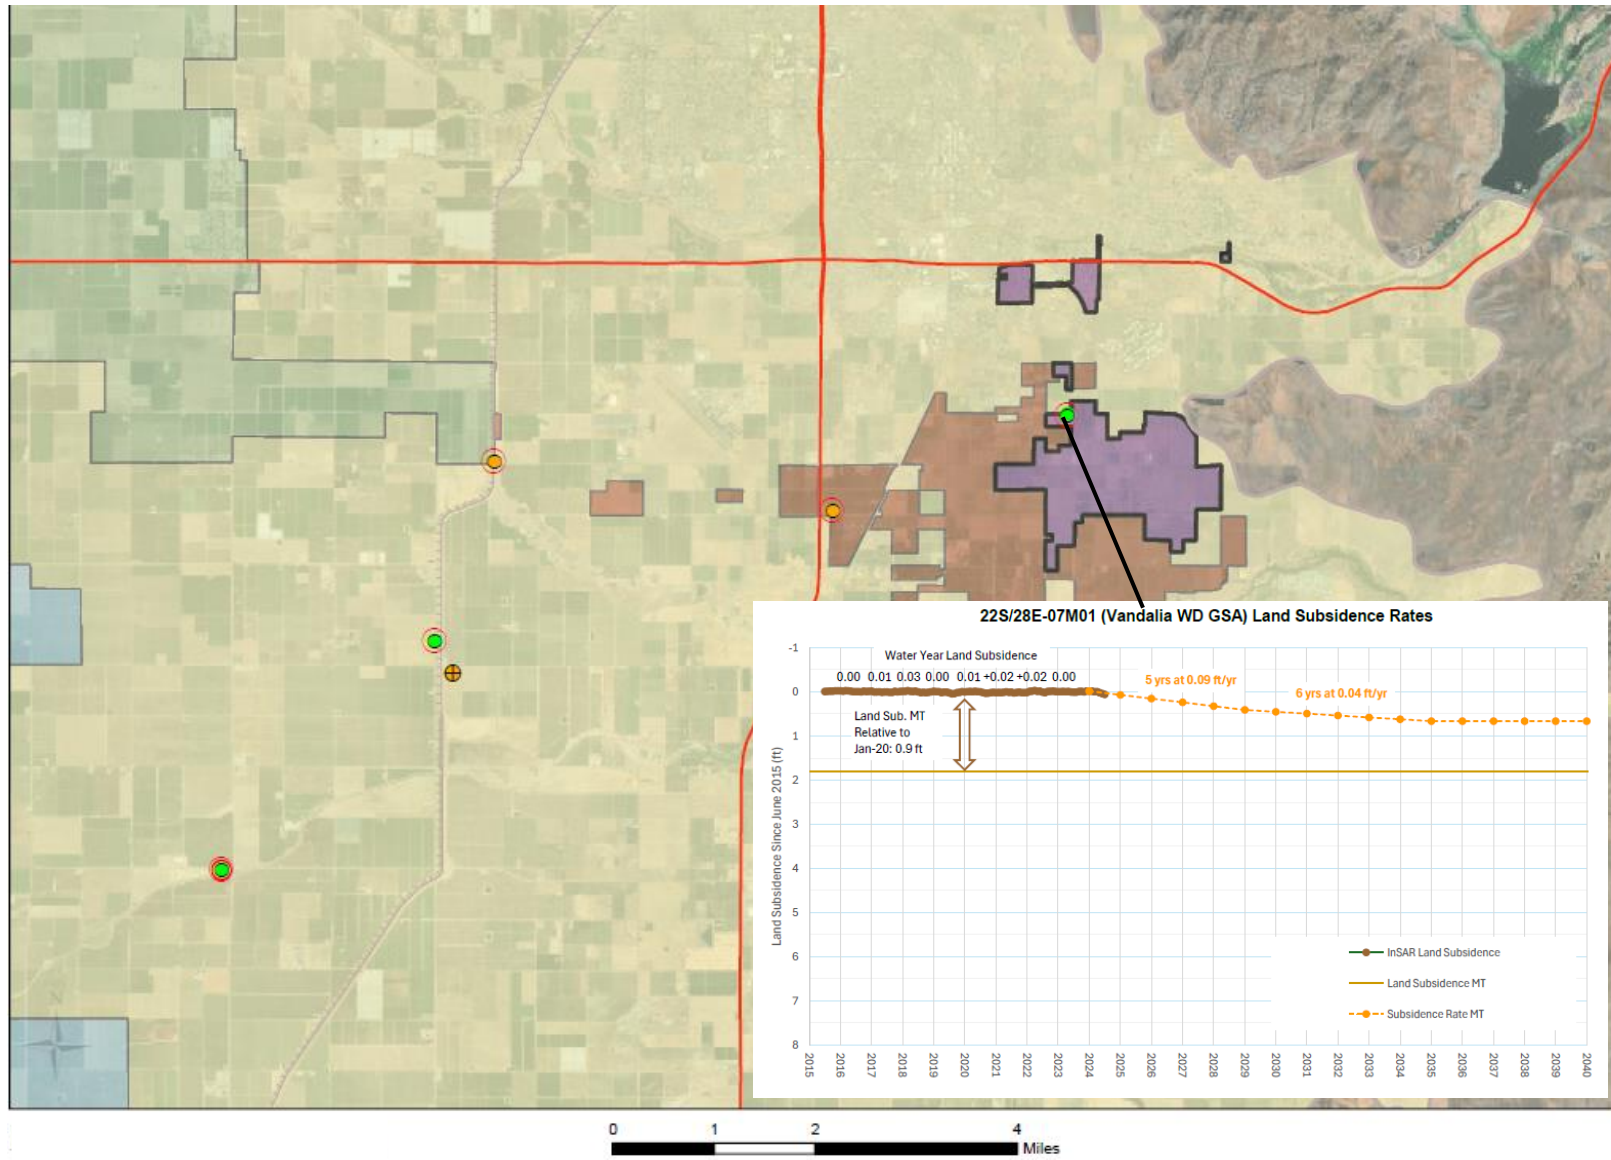 22S/28E-07M01 (Vandalia WD GSA) Land Subsidence Rates
Water Year Land Subsidence
0.00 0.01 0.03 0.00 0.01 +0.02 +0.02 0.00
5 yrs at 0.09 ft/yr
6 yrs at 0.04 ft/yr
Land Sub. MT
Relative to
Jan-20: 0.9 ft
Land Subsidence Since June 2015 (ft)
-1
0
1
2
3
4
5
6
7
8
InSAR Land Subsidence
Land Subsidence MT
Subsidence Rate MT
2015 2016 2017 2018 2019 2020 2021 2022 2023 2024 2025 2026 2027 2028 2029 2030 2031 2032 2033 2034 2035 2036 2037 2038 2039 2040
N
0 1 2 4
Miles